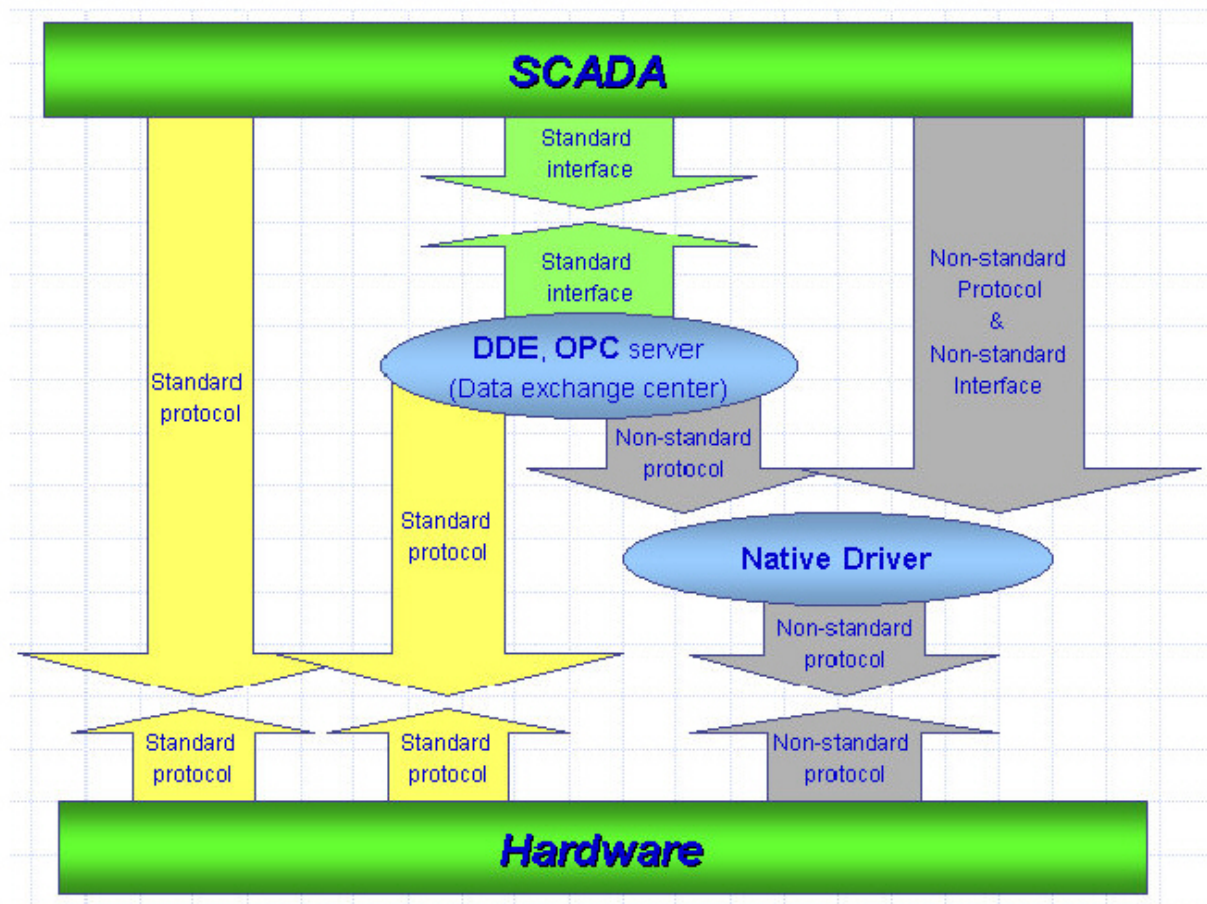 SCADA
Standard
interface
Standard
interface
Non-standard
Protocol
&
Non-standard
Interface
DDE, OPC server
(Data exchange center)
Standard
protocol
Non-standard
protocol
Standard
protocol
Native Driver
Non-standard
protocol
Standard
protocol
Standard
protocol
Non-standard
protocol
Hardware